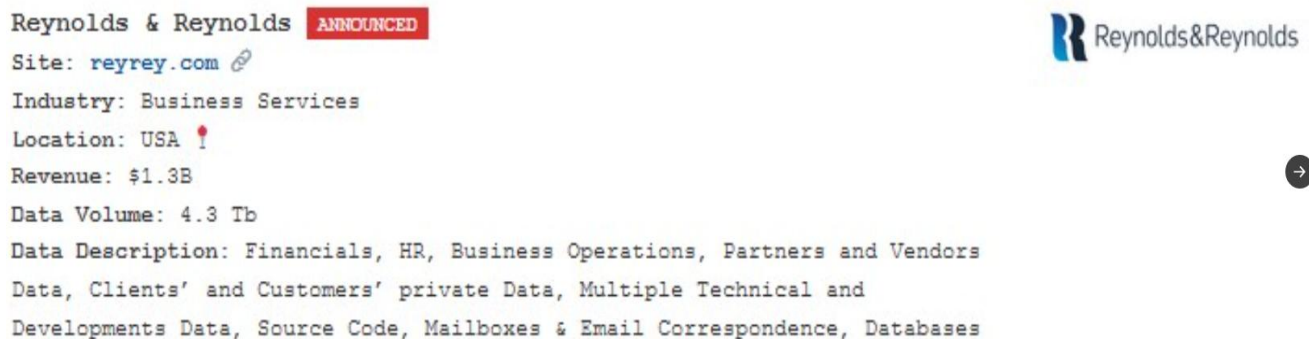 Reynolds & Reynolds ANNOUNCED
Reynolds&Reynolds
Site: reyrey.com
Industry: Business Services
Location: USA
Revenue: $1.3B
Data Volume: 4.3 Tb
Data Description: Financials, HR, Business Operations, Partners and Vendors
Data, Clients’ and Customers’ private Data, Multiple Technical and
Developments Data, Source Code, Mailboxes & Email Correspondence, Databases